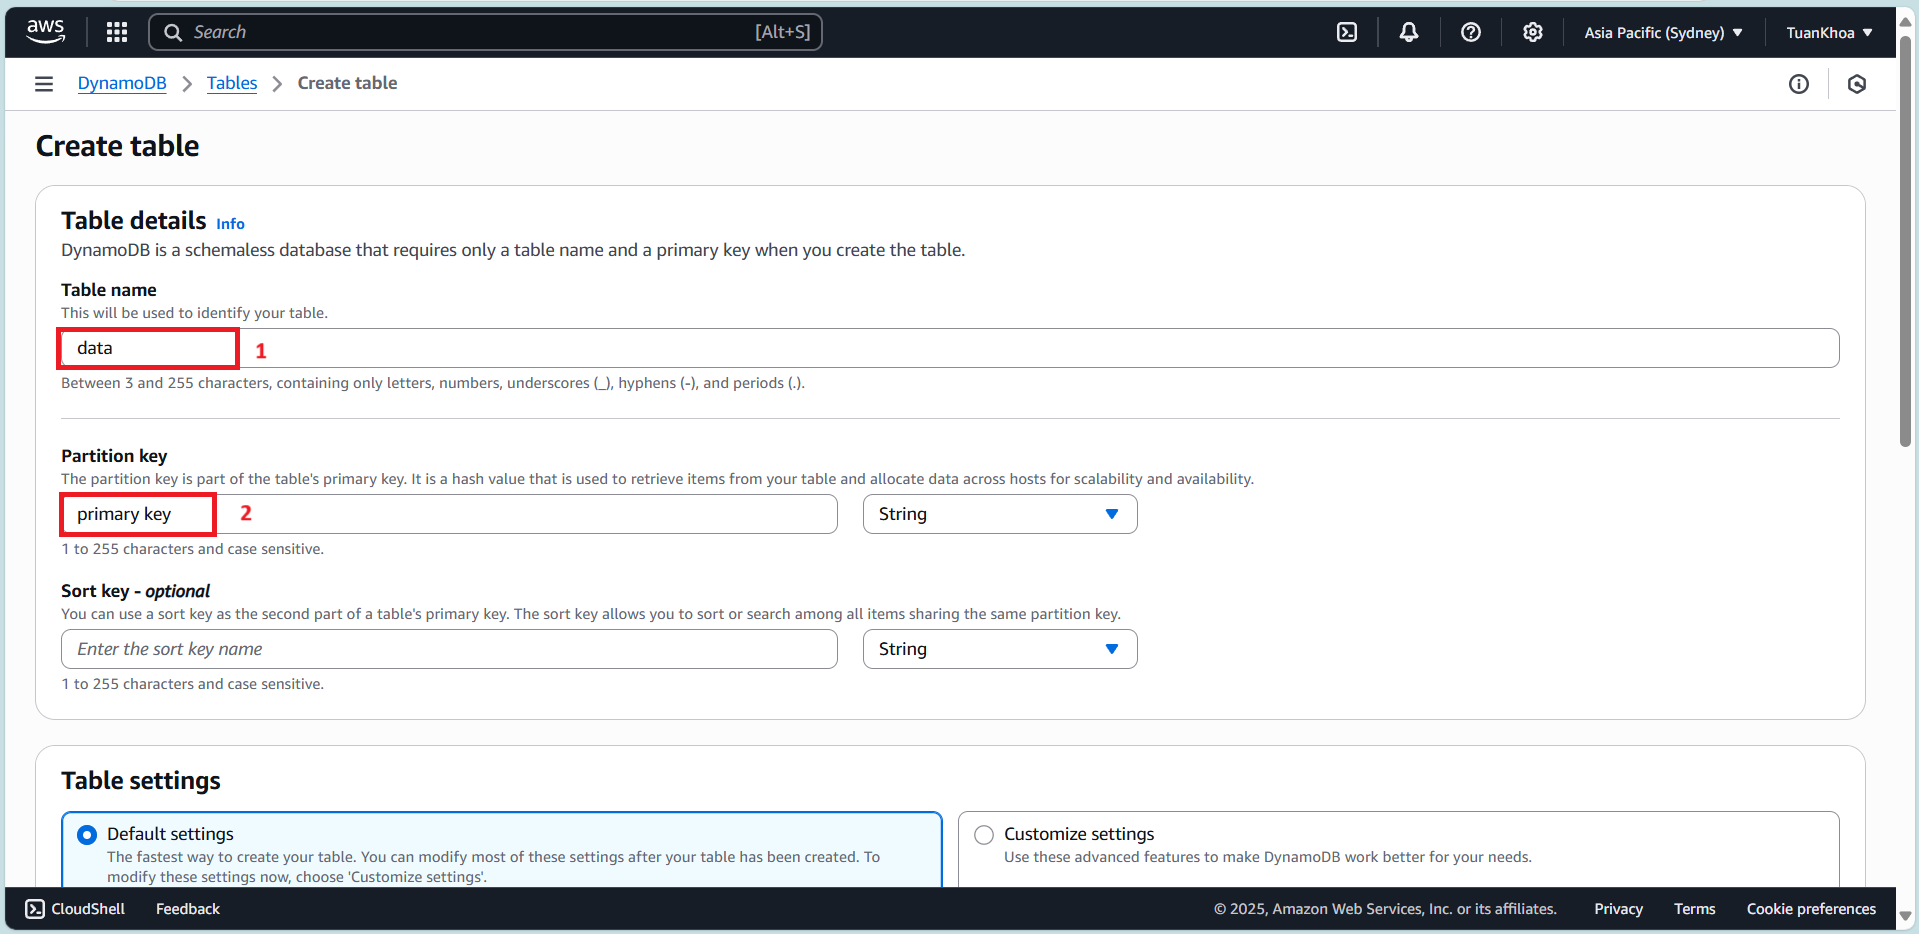 aws
Search [Alt+S]
Asia Pacific (Sydney)
TuanKhoa
DynamoDB
Tables
Create table
Create table
Table details Info
DynamoDB is a schemaless database that requires only a table name and a primary key when you create the table.
Table name
This will be used to identify your table.
data 1
Between 3 and 255 characters, containing only letters, numbers, underscores (_), hyphens (-), and periods (.).
Partition key
The partition key is part of the table's primary key. It is a hash value that is used to retrieve items from your table and allocate data across hosts for scalability and availability.
primary key 2
String
1 to 255 characters and case sensitive.
Sort key - optional
You can use a sort key as the second part of a table's primary key. The sort key allows you to sort or search among all items sharing the same partition key.
Enter the sort key name
String
1 to 255 characters and case sensitive.
Table settings
Default settings
The fastest way to create your table. You can modify most of these settings after your table has been created. To
modify these settings now, choose 'Customize settings'.
Customize settings
Use these advanced features to make DynamoDB work better for your needs.
CloudShell
Feedback
© 2025, Amazon Web Services, Inc. or its affiliates.
Privacy
Terms
Cookie preferences